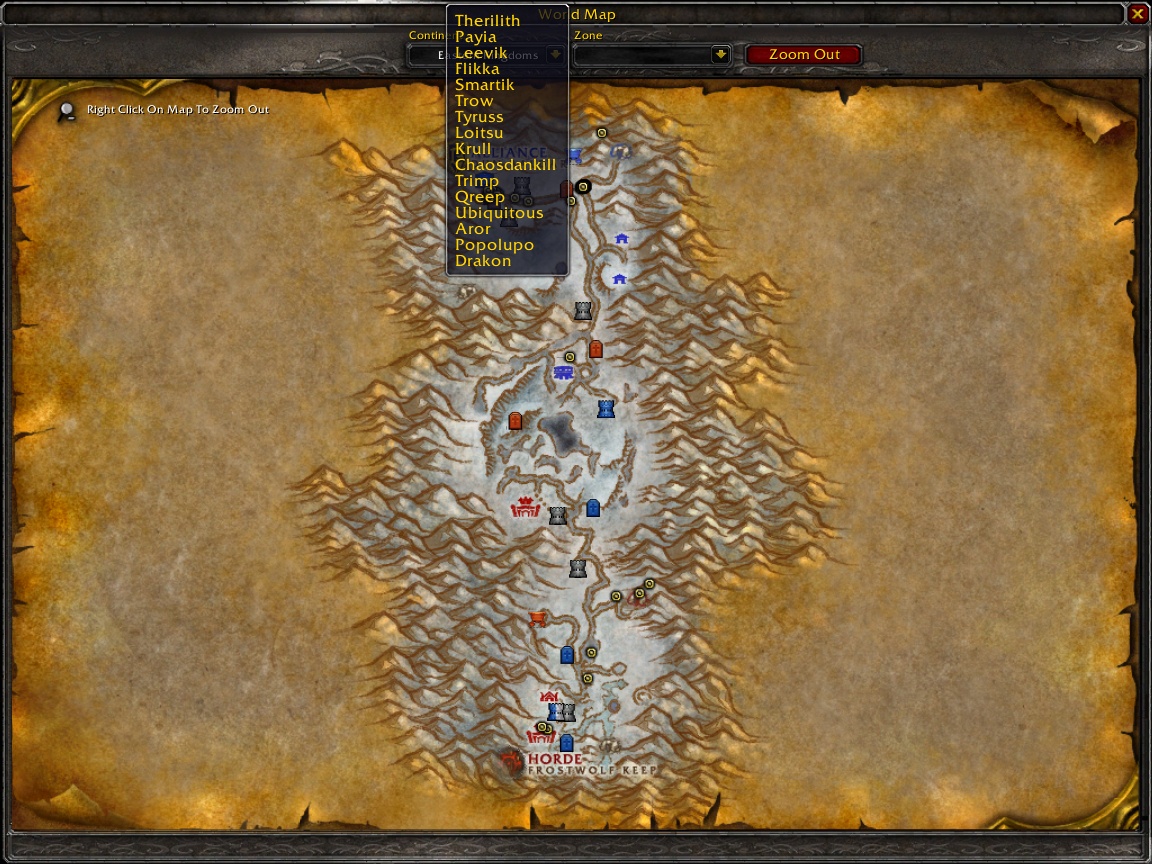 World Map
Therilith
Payia
Leevik
Flikka
Smartik
Trow
Tyruss
Loitsu
Krull
Chaosdankill
Trimp
Qreep
Ubiquitous
Aror
Popolupo
Drakon
Zone
Zoom Out
Right Click On Map To Zoom Out
ALLIANCE
HORDE
FROSTWOLF KEEP